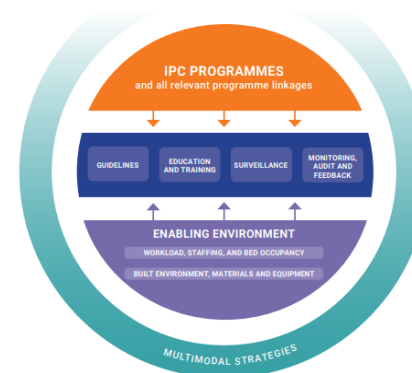 IPC PROGRAMMES
and all relevant programme linkages
GUIDELINES
EDUCATION
AND TRAINING
SURVEILLANCE
MONITORING,
AUDIT AND
FEEDBACK
ENABLING ENVIRONMENT
WORKLOAD, STAFFING, AND BED OCCUPANCY
BUILT ENVIRONMENT, MATERIALS AND EQUIPMENT
MULTIMODAL STRATEGIES